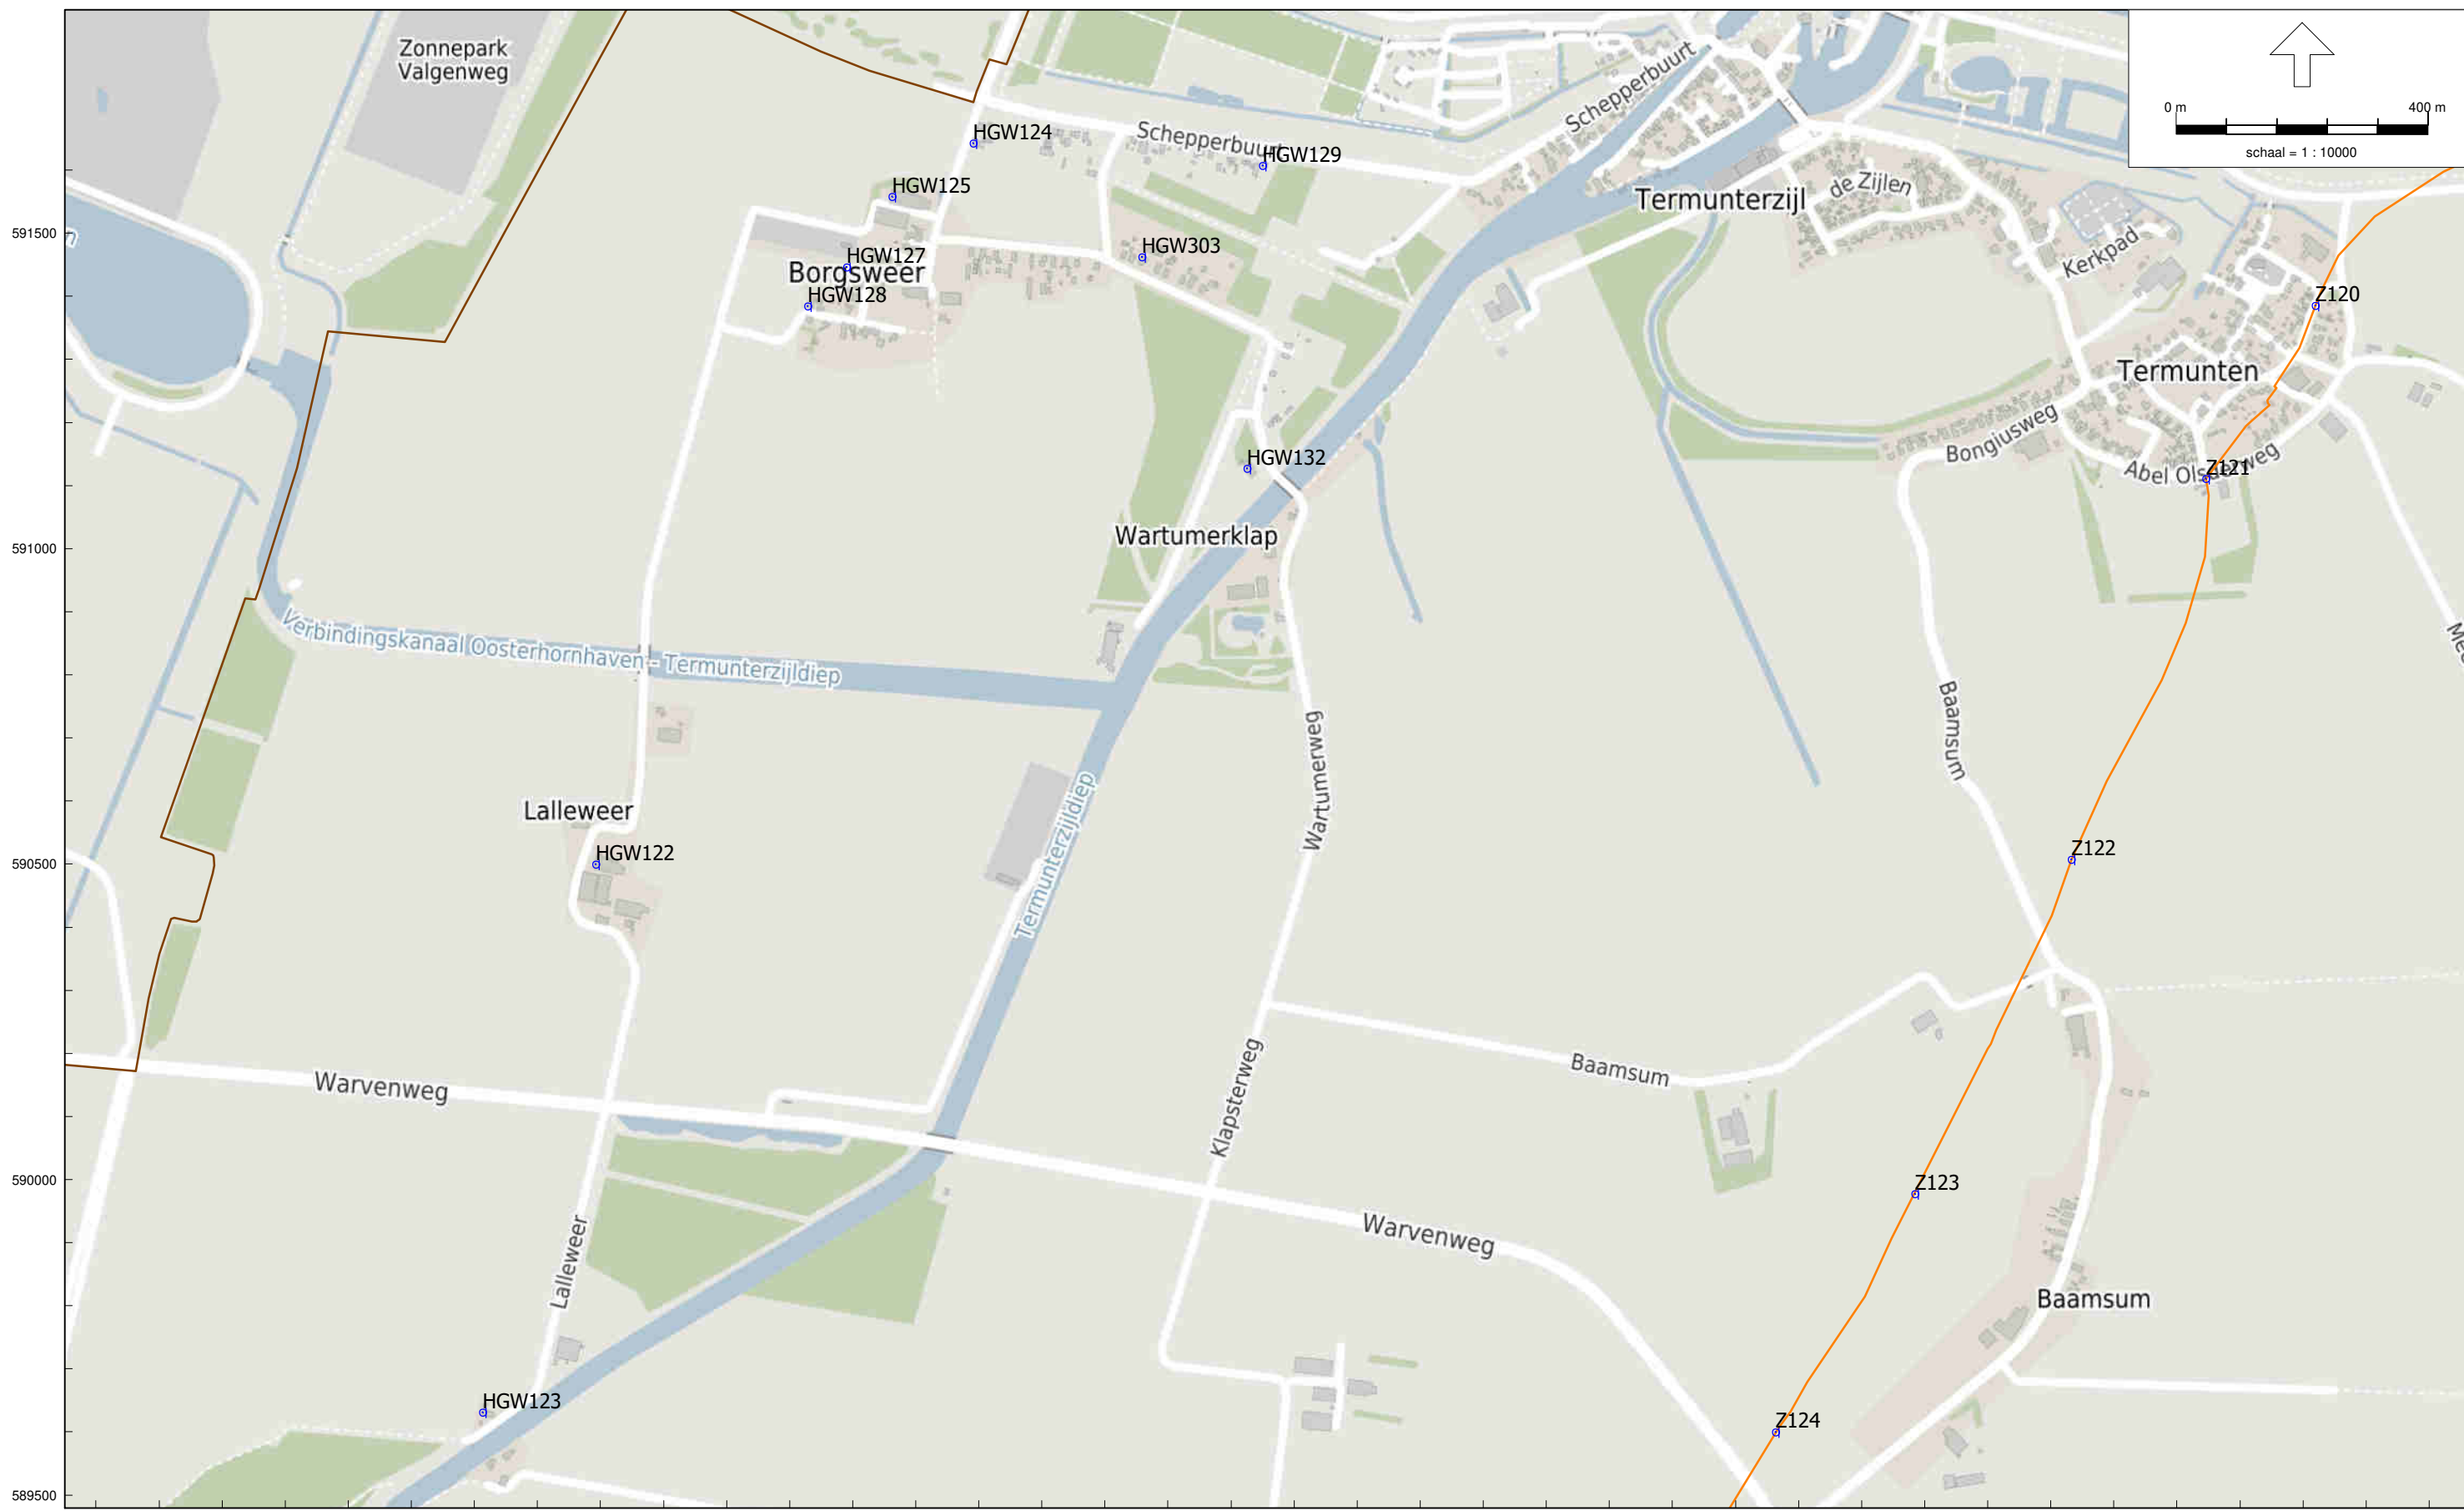 Zonnepark
Valgenweg
0 m 400 m
schaal = 1 : 10000
Schepperbuurt
HGW124
Schepperbuurt
HGW129
HGW125
Termunterzijl
de Zijlen
591500
HGW303
Kerkpad
HGW127
Borgsweer
HGW128
Z120
Termunten
Bongiusweg
HGW132
Z121
Wartumerklap
591000
Verbindingskanaal Oosterhornhaven - Termunterzijldiep
Baamsum
Wartumerweg
Lalleweer
Termunterzijldiep
HGW122
590500
Z122
Warvenweg
Baamsum
Klapsterweg
590000
Z123
Warvenweg
Lalleweer
Baamsum
HGW123
Z124
589500